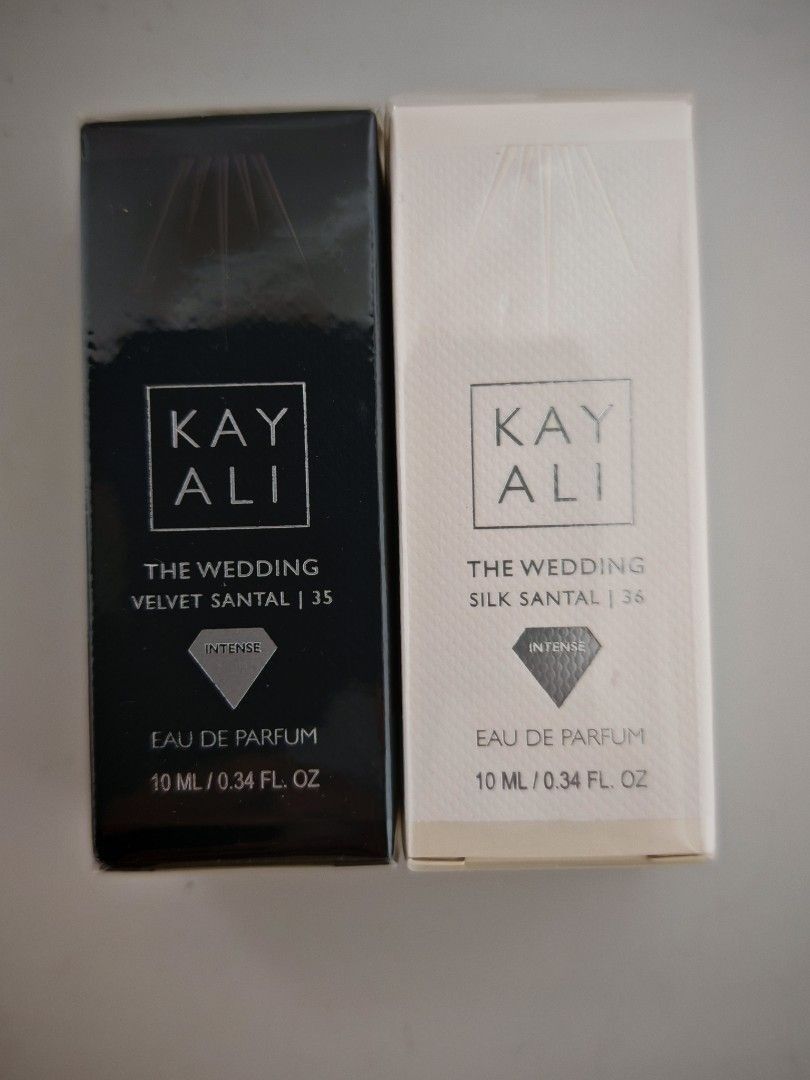 KAY
ALI
THE WEDDING
VELVET SANTAL | 35
INTENSE
EAU DE PARFUM
10 ML / 0.34 FL. OZ
KAY
ALI
THE WEDDING
SILK SANTAL | 36
INTENSE
EAU DE PARFUM
10 ML / 0.34 FL. OZ